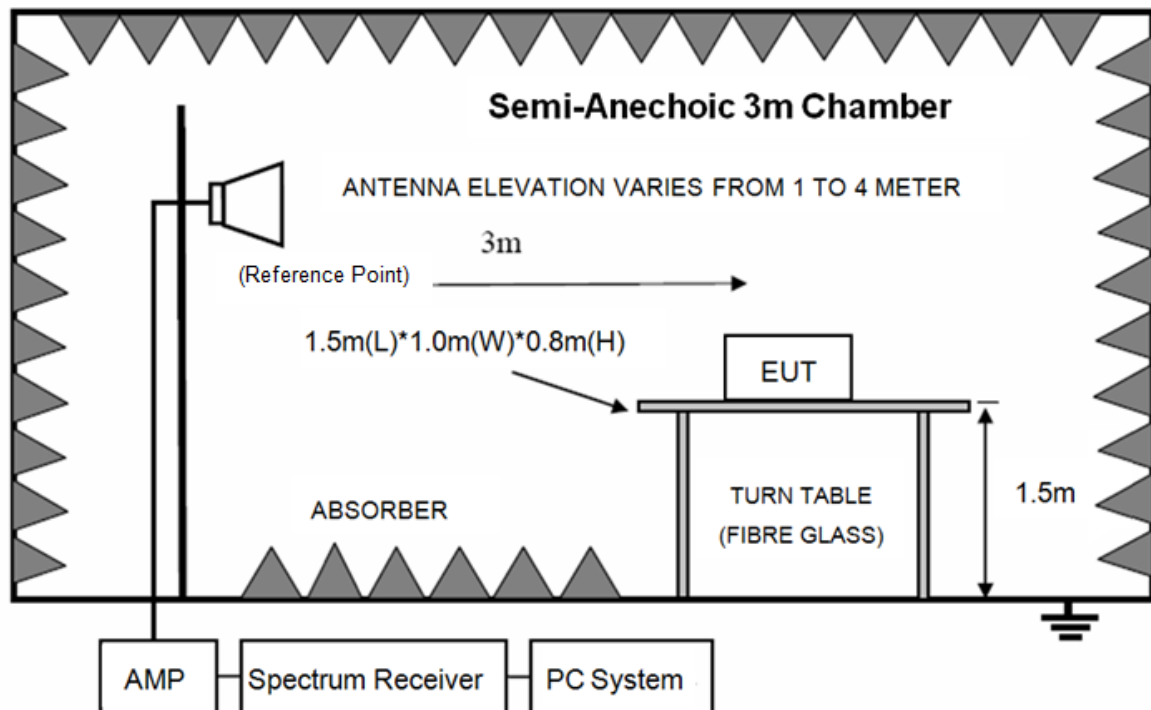 Semi-Anechoic 3m Chamber
ANTENNA ELEVATION VARIES FROM 1 TO 4 METER
3m
(Reference Point)
1.5m(L)*1.0m(W)*0.8m(H)
EUT
1.5m
TURN TABLE
(FIBRE GLASS)
ABSORBER
AMP
Spectrum Receiver
PC System